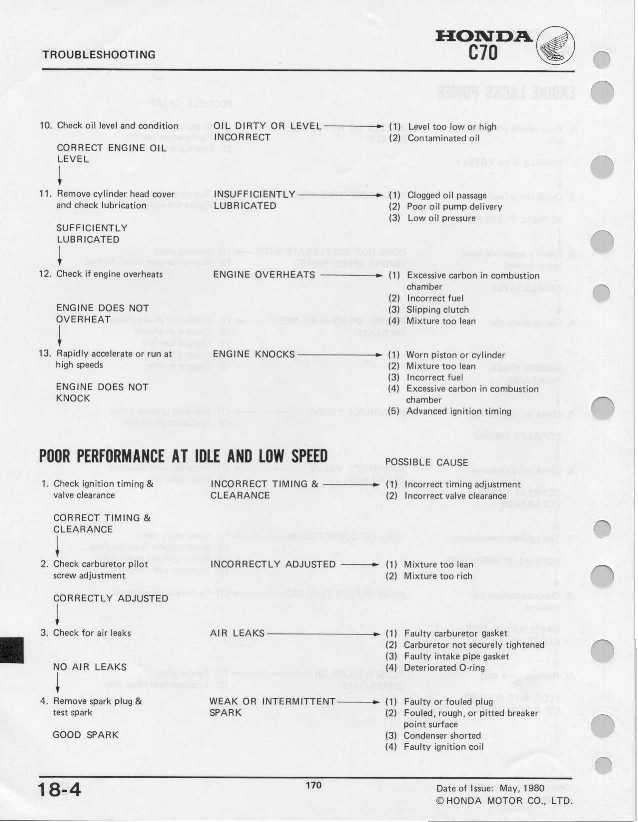 TROUBLESHOOTING
HONDA
C70
10. Check oil level and condition
CORRECT ENGINE OIL
LEVEL
OIL DIRTY OR LEVEL
INCORRECT
(1) Level too low or high
(2) Contaminated oil
11. Remove cylinder head cover
and check lubrication
SUFFICIENTLY
LUBRICATED
INSUFFICIENTLY
LUBRICATED
(1) Clogged oil passage
(2) Poor oil pump delivery
(3) Low oil pressure
12. Check if engine overheats
ENGINE DOES NOT
OVERHEAT
ENGINE OVERHEATS
(1) Excessive carbon in combustion
chamber
(2) Incorrect fuel
(3) Slipping clutch
(4) Mixture too lean
13. Rapidly accelerate or run at
high speeds
ENGINE DOES NOT
KNOCK
ENGINE KNOCKS
(1) Worn piston or cylinder
(2) Mixture too lean
(3) Incorrect fuel
(4) Excessive carbon in combustion
chamber
(5) Advanced ignition timing
POOR PERFORMANCE AT IDLE AND LOW SPEED
POSSIBLE CAUSE
1. Check ignition timing &
valve clearance
CORRECT TIMING &
CLEARANCE
INCORRECT TIMING &
CLEARANCE
(1) Incorrect timing adjustment
(2) Incorrect valve clearance
2. Check carburetor pilot
screw adjustment
CORRECTLY ADJUSTED
INCORRECTLY ADJUSTED
(1) Mixture too lean
(2) Mixture too rich
3. Check for air leaks
NO AIR LEAKS
AIR LEAKS
(1) Faulty carburetor gasket
(2) Carburetor not securely tightened
(3) Faulty intake pipe gasket
(4) Deteriorated O-ring
4. Remove spark plug &
test spark
GOOD SPARK
WEAK OR INTERMITTENT
SPARK
(1) Faulty or fouled plug
(2) Fouled, rough, or pitted breaker
point surface
(3) Condenser shorted
(4) Faulty ignition coil
18-4
170
Date of Issue: May, 1980
© HONDA MOTOR CO., LTD.